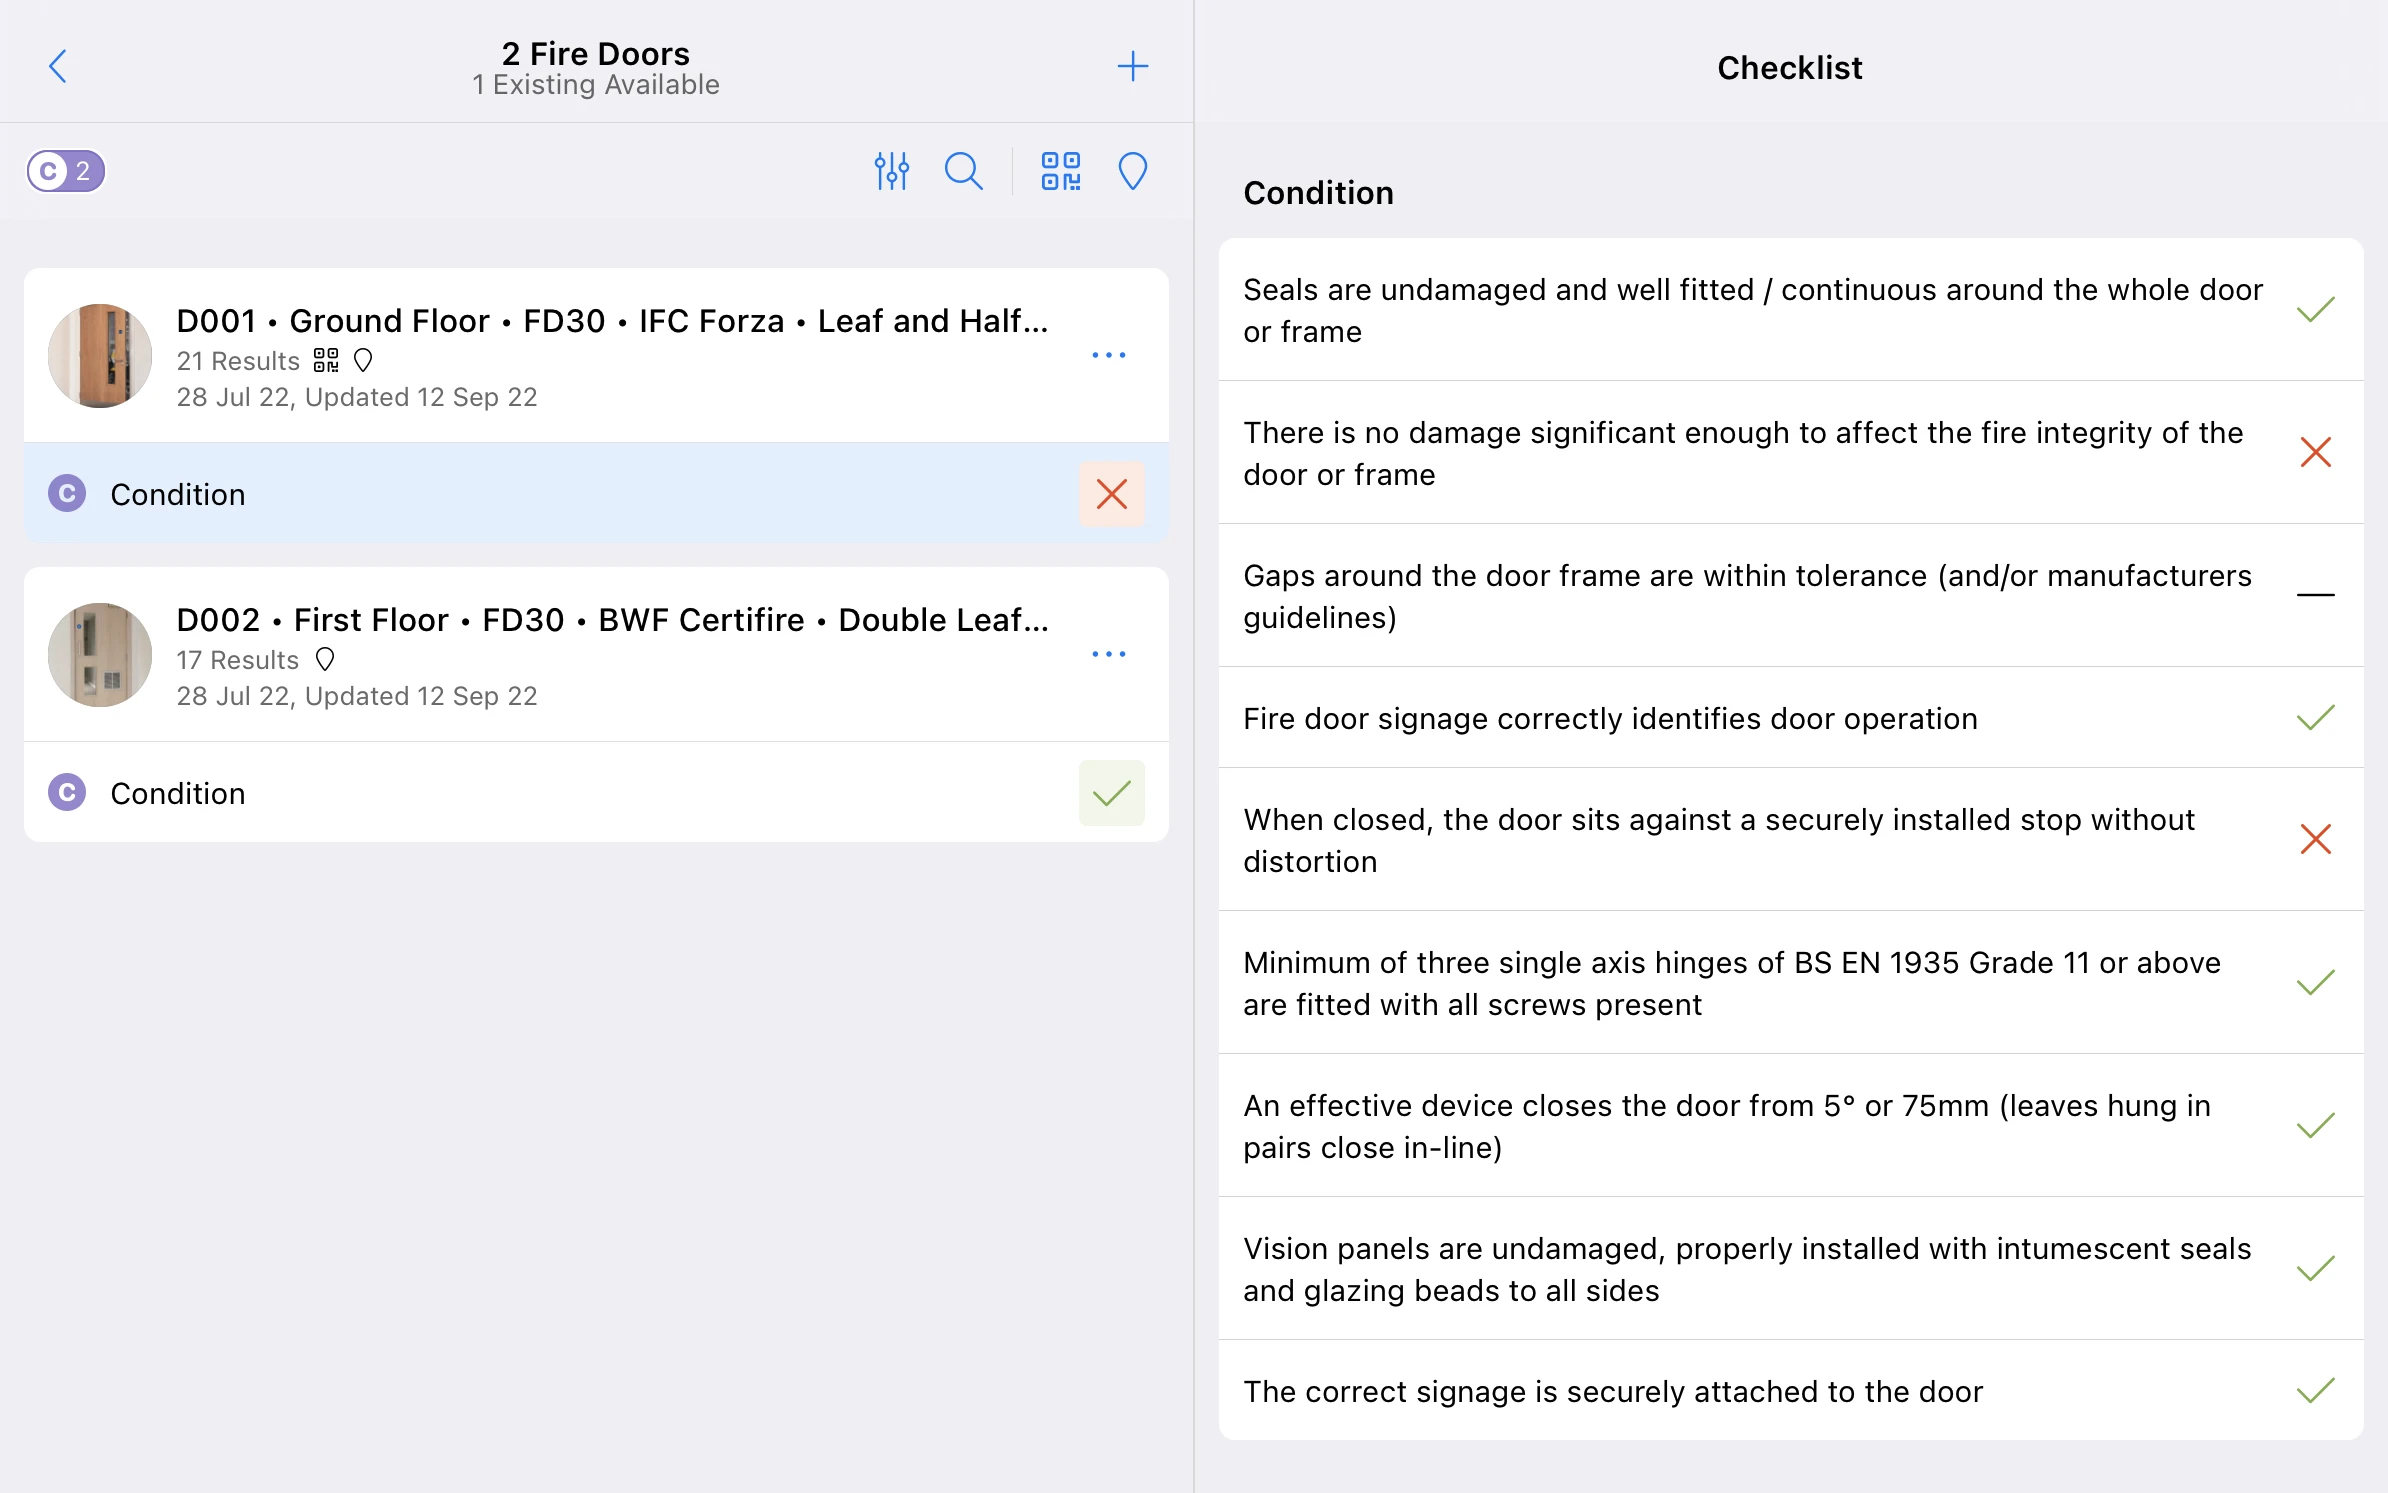 2 Fire Doors
1 Existing Available
C 2
D001 • Ground Floor • FD30 • IFC Forza • Leaf and Half...
21 Results
28 Jul 22, Updated 12 Sep 22
C Condition
D002 • First Floor • FD30 • BWF Certifire • Double Leaf...
17 Results
28 Jul 22, Updated 12 Sep 22
C Condition
Checklist
Condition
Seals are undamaged and well fitted / continuous around the whole door
or frame
There is no damage significant enough to affect the fire integrity of the
door or frame
Gaps around the door frame are within tolerance (and/or manufacturers
guidelines)
Fire door signage correctly identifies door operation
When closed, the door sits against a securely installed stop without
distortion
Minimum of three single axis hinges of BS EN 1935 Grade 11 or above
are fitted with all screws present
An effective device closes the door from 5° or 75mm (leaves hung in
pairs close in-line)
Vision panels are undamaged, properly installed with intumescent seals
and glazing beads to all sides
The correct signage is securely attached to the door